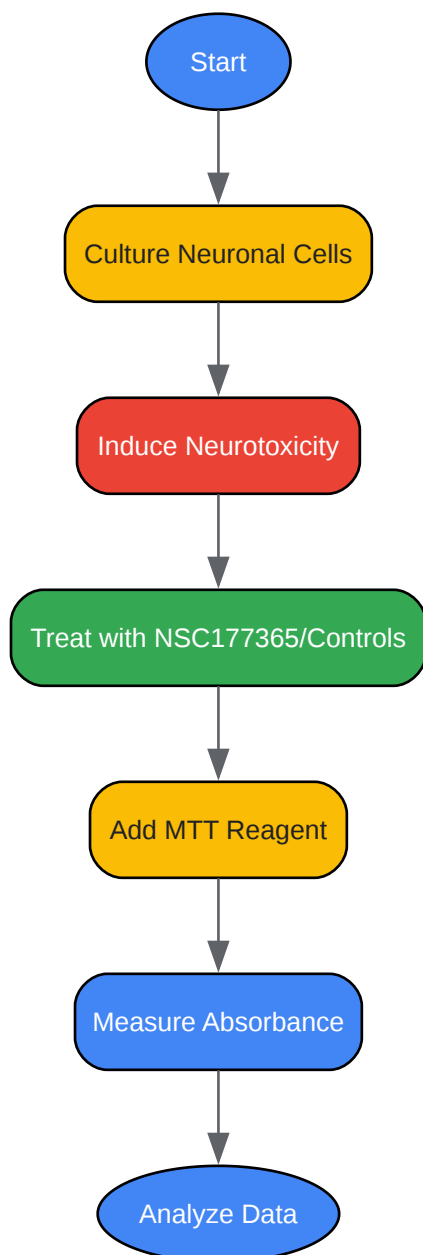 Start
Culture Neuronal Cells
Induce Neurotoxicity
Treat with NSC177365/Controls
Add MTT Reagent
Measure Absorbance
Analyze Data